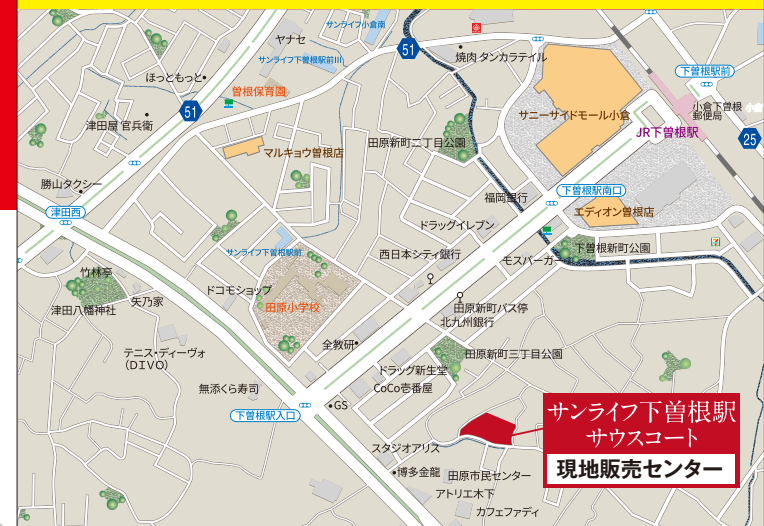 サンライフ小倉南
ヤナセ
51
焼肉 タンカラテイル
サンライフ下曽根駅前III
下曽根駅前
ほっともっと
曽根保育園
51
サニーサイドモール小倉
小倉下曽根
郵便局
小倉
津田屋 官兵衛
JR下曽根駅
25
マルキョウ曽根店
田原新町二丁目公園
勝山タクシー
福岡銀行
下曽根駅南口
津田西
エディオン曽根店
ドラッグイレブン
サンライフ下曽根駅前
西日本シティ銀行
下曽根新町公園
モスバーガー
竹林亭
ドコモショップ
矢乃家
津田八幡神社
田原小学校
田原新町バス停
北九州銀行
全教研
テニス・ディーヴォ
（DIVO）
田原新町三丁目公園
ドラッグ新生堂
無添くら寿司
CoCo壱番屋
GS
下曽根駅入口
サンライフ下曽根駅
サウスコート
現地販売センター
スタジオアリス
博多金龍
田原市民センター
アトリエ木下
カフェファディ